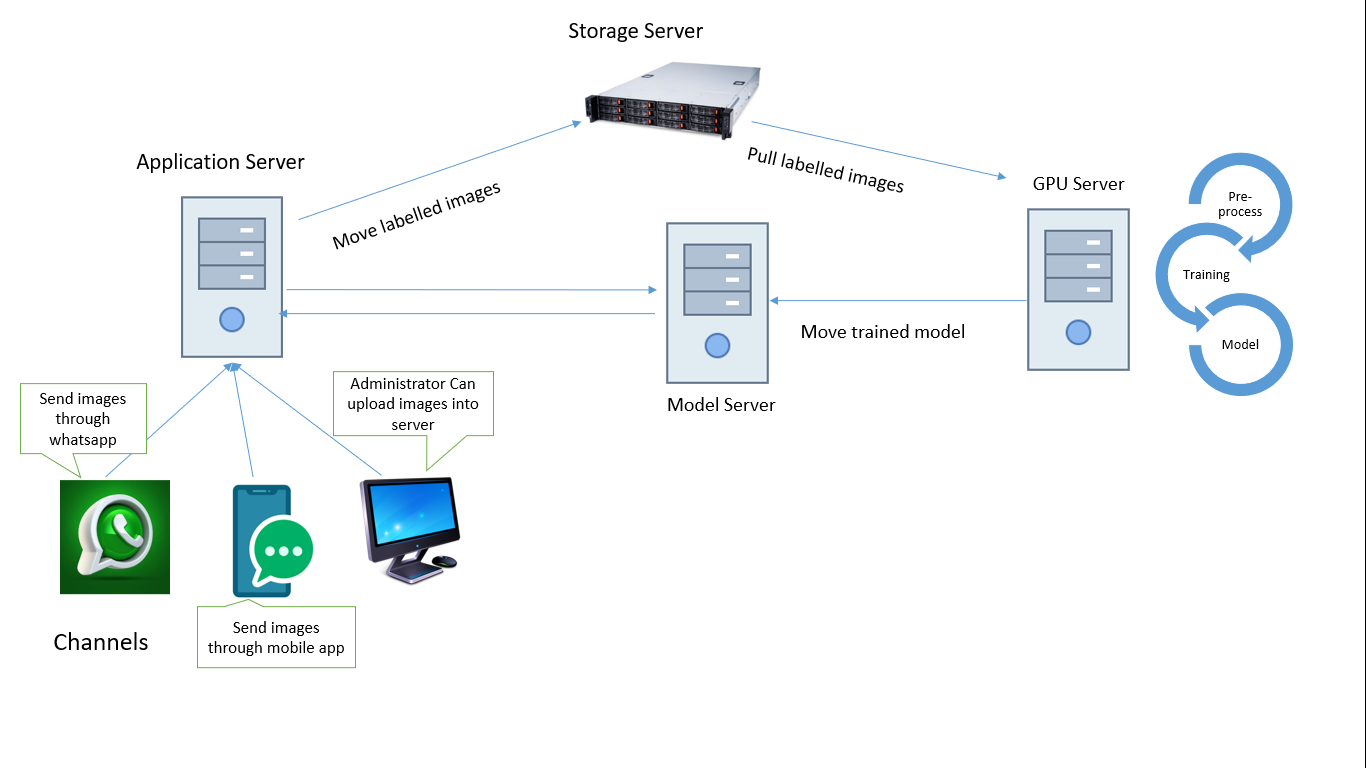 Storage Server
Application Server
Move labelled images
Pull labelled images
GPU Server
Pre-
process
Training
Model
Move trained model
Model Server
Send images
through
whatsapp
Administrator Can
upload images into
server
Channels
Send images
through mobile app